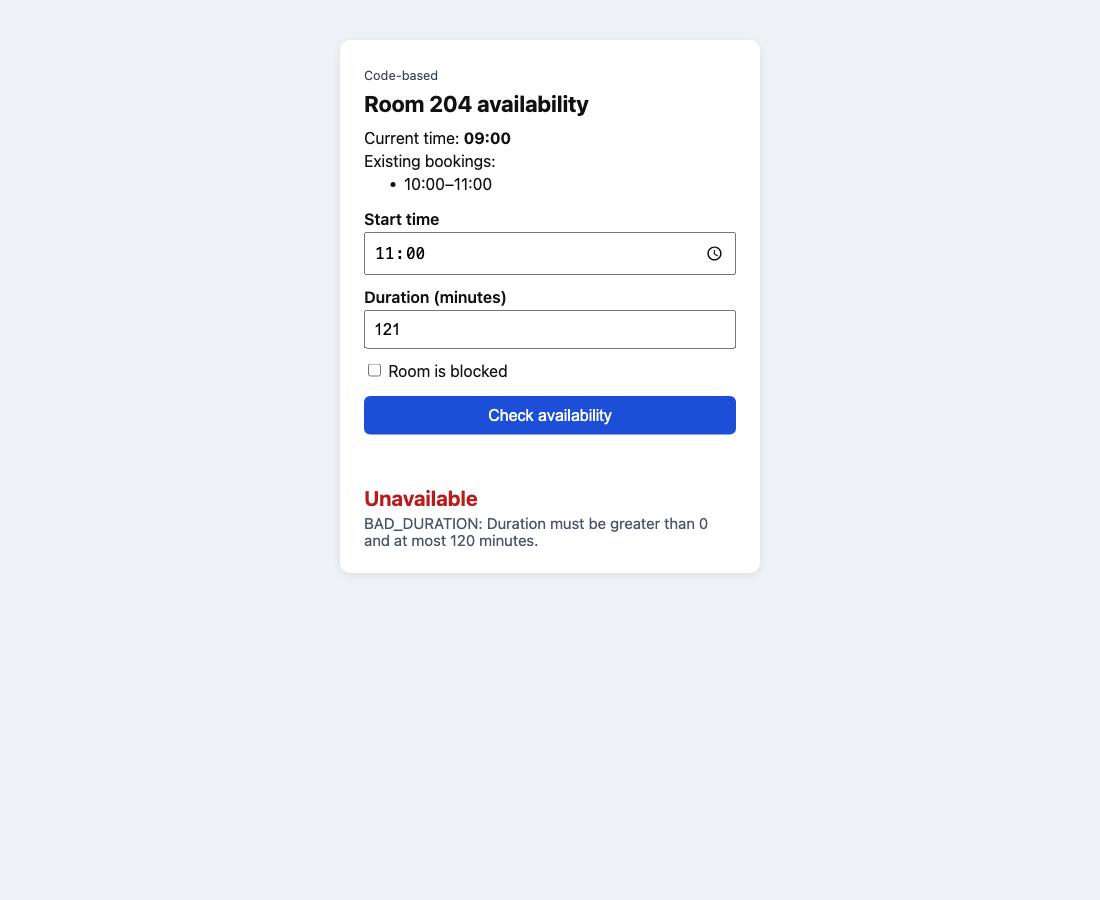 Code-based
Room 204 availability
Current time: 09:00
Existing bookings:
• 10:00–11:00
Start time
11:00
Duration (minutes)
121
Room is blocked
Check availability
Unavailable
BAD_DURATION: Duration must be greater than 0
and at most 120 minutes.